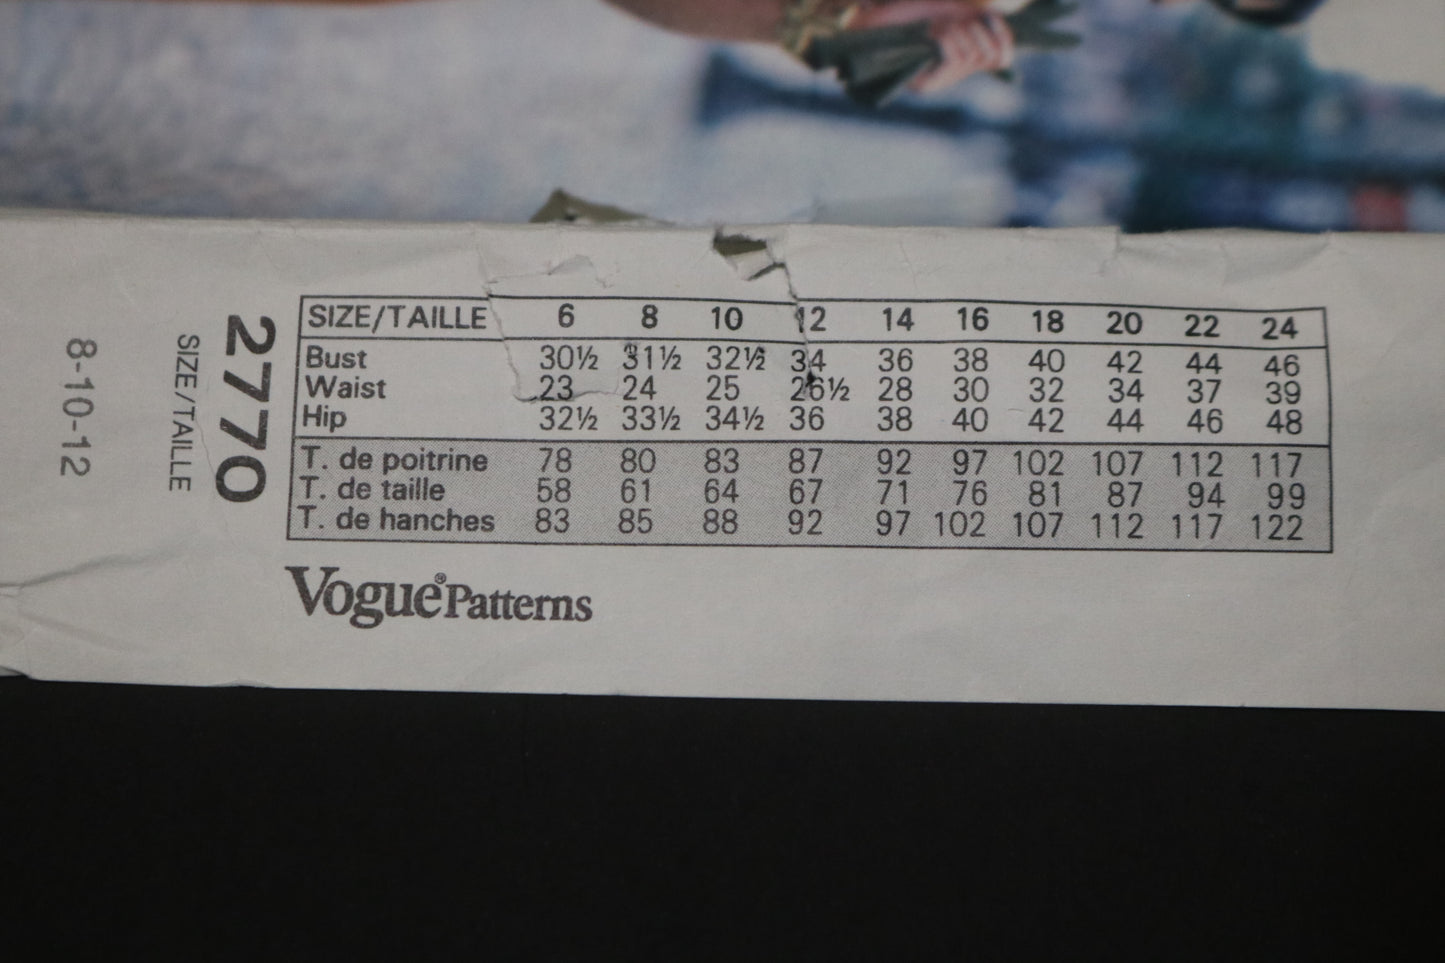 8-10-12
SIZE/TAILLE
2770
SIZE/TAILLE 6 8 10 12 14 16 18 20 22 24
Bust 30½ 31½ 32½ 34 36 38 40 42 44 46
Waist 23 24 25 26½ 28 30 32 34 37 39
Hip 32½ 33½ 34½ 36 38 40 42 44 46 48
T. de poitrine 78 80 83 87 92 97 102 107 112 117
T. de taille 58 61 64 67 71 76 81 87 94 99
T. de hanches 83 85 88 92 97 102 107 112 117 122
Vogue® Patterns